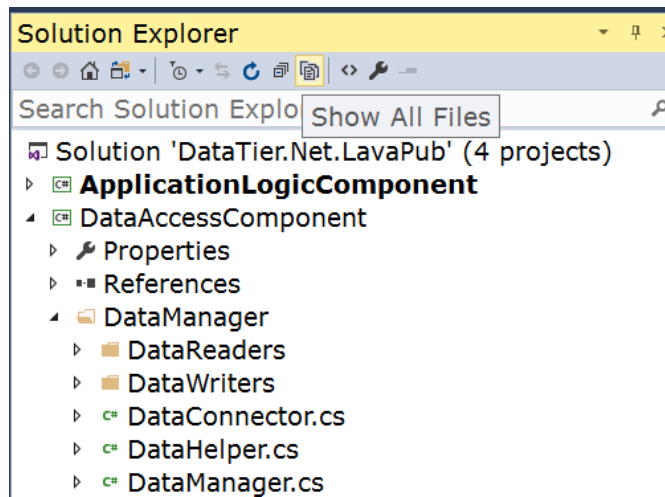 Solution Explorer
Search Solution Explo
Show All Files
Solution 'DataTier.Net.LavaPub' (4 projects)
C# ApplicationLogicComponent
C# DataAccessComponent
Properties
References
DataManager
DataReaders
DataWriters
C# DataConnector.cs
C# DataHelper.cs
C# DataManager.cs